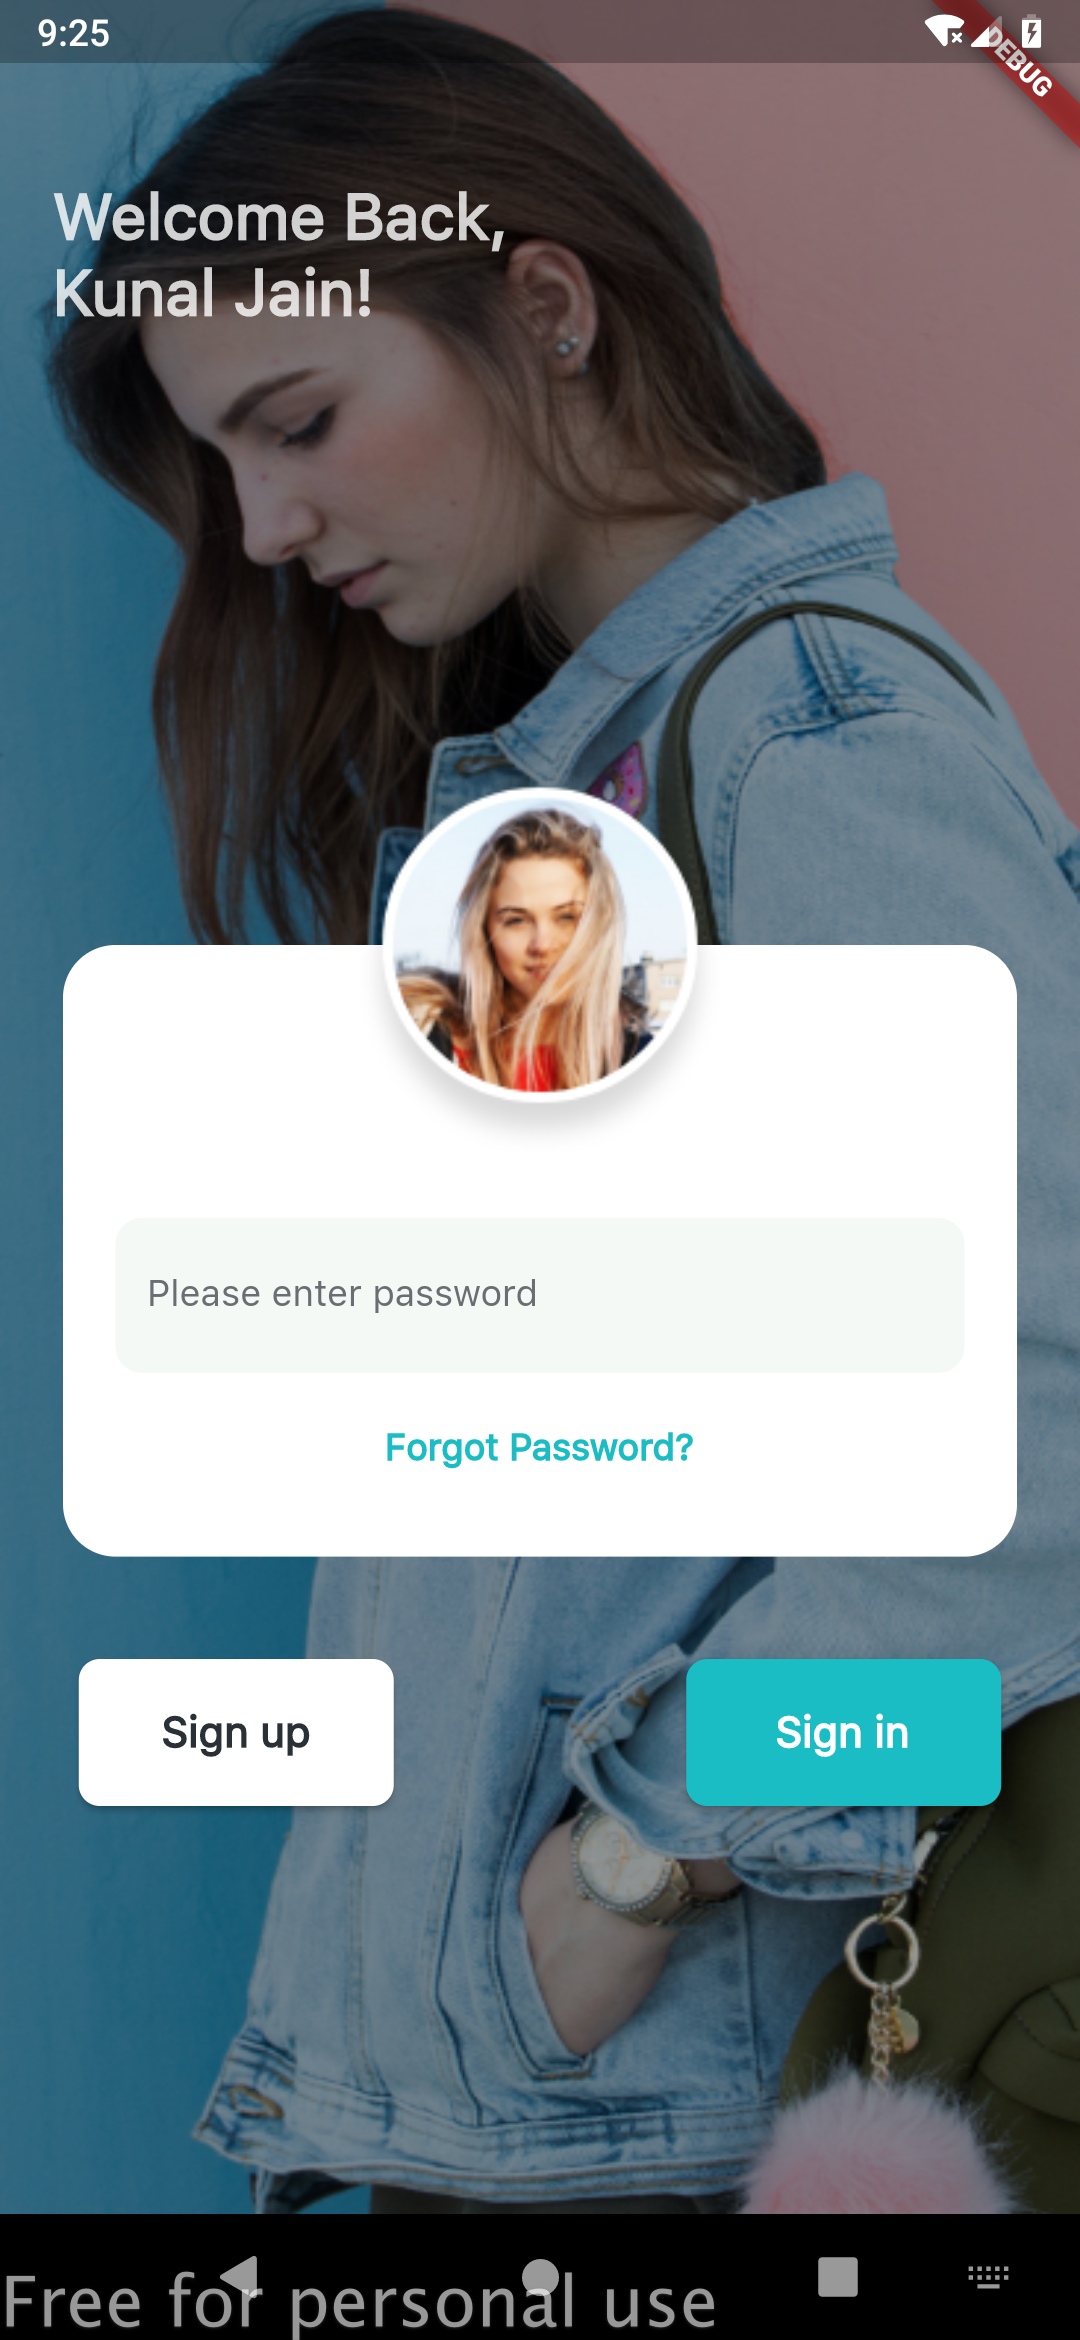 9:25
DEBUG
Welcome Back,
Kunal Jain!
Please enter password
Forgot Password?
Sign up
Sign in
Free for personal use